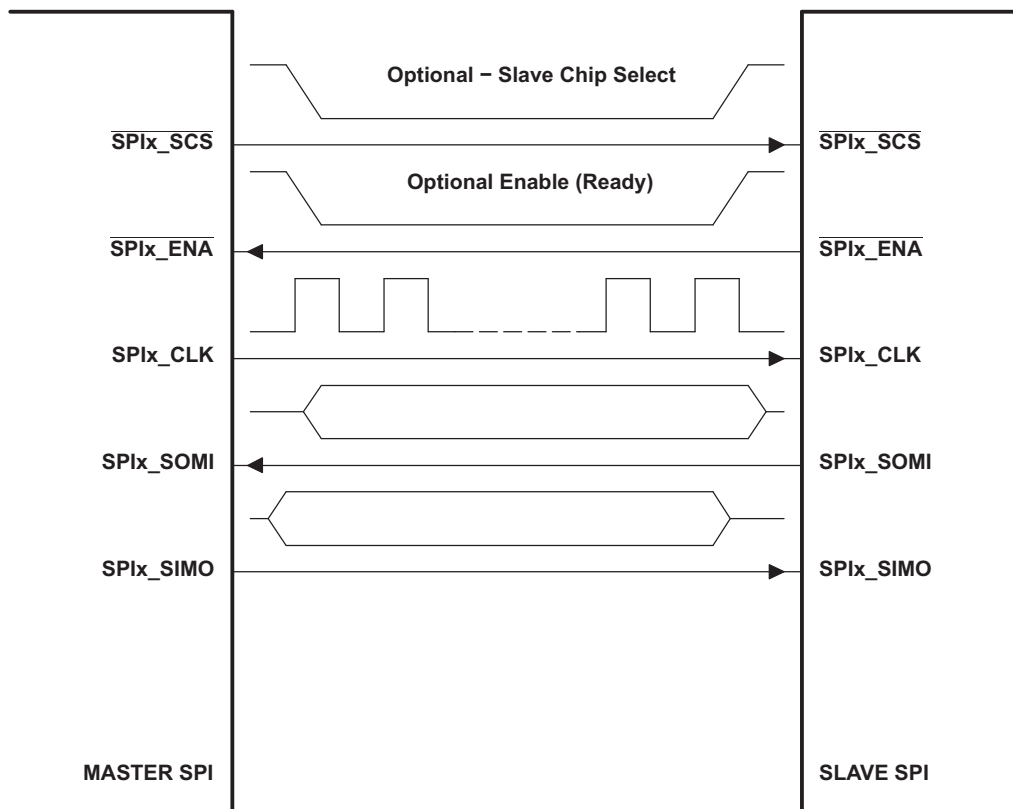 Optional − Slave Chip Select
SPIx_SCS SPIx_SCS
Optional Enable (Ready)
SPIx_ENA SPIx_ENA
SPIx_CLK SPIx_CLK
SPIx_SOMI SPIx_SOMI
SPIx_SIMO SPIx_SIMO
MASTER SPI SLAVE SPI